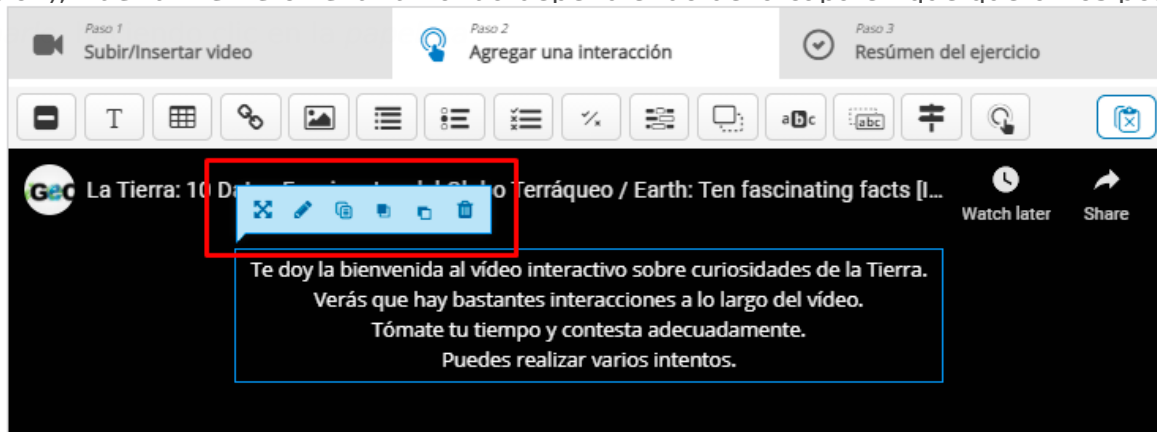 Paso 1
Subir/Insertar video
Paso 2
Agregar una interacción
Paso 3
Resúmen del ejercicio
T
abc
abc
Geo La Tierra: 10 Terráqueo / Earth: Ten fascinating facts [I...
Watch later
Share
Te doy la bienvenida al vídeo interactivo sobre curiosidades de la Tierra.
Verás que hay bastantes interacciones a lo largo del vídeo.
Tómate tu tiempo y contesta adecuadamente.
Puedes realizar varios intentos.